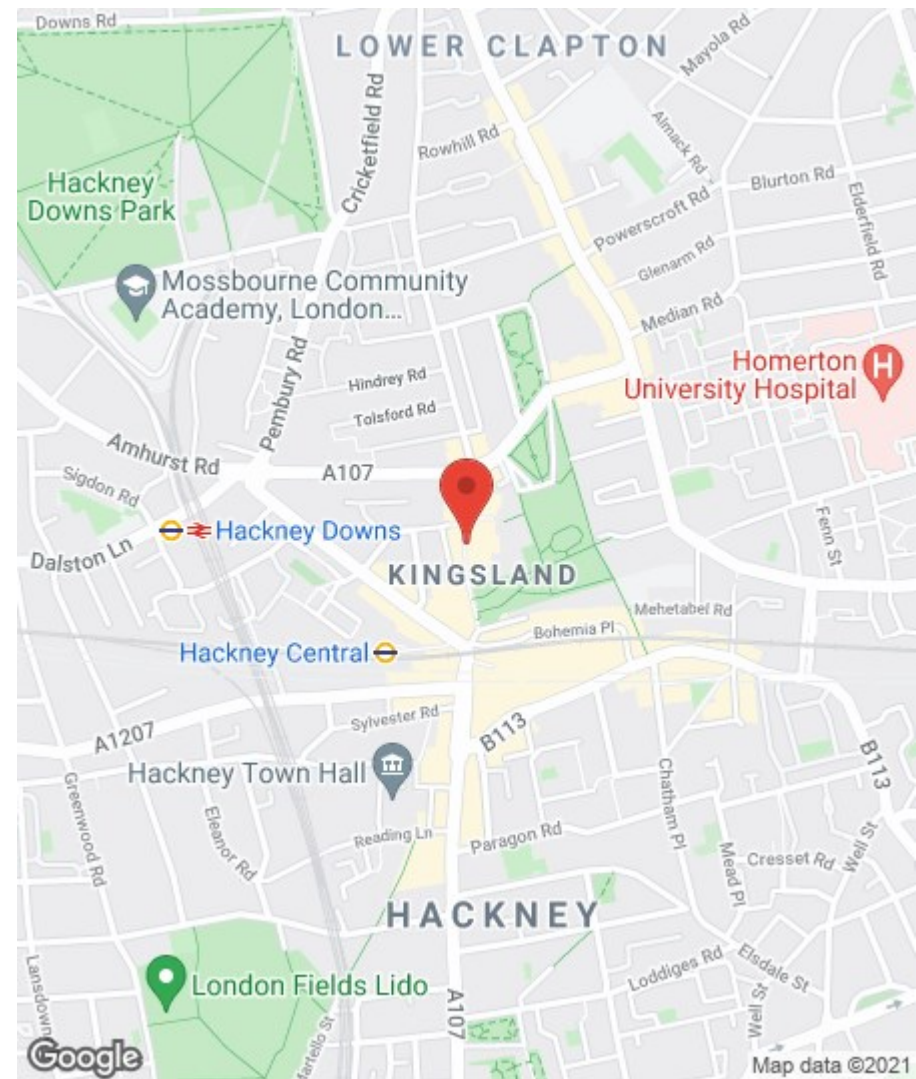 Downs Rd
LOWER CLAPTON
Mayola Rd
Cricketfield Rd
Rowhill Rd
Almack Rd
Hackney
Downs Park
Blurton Rd
Elderfield Rd
Powerscroft Rd
Glenarm Rd
Mossbourne Community
Academy, London...
Median Rd
Pembury Rd
Homerton
University Hospital
H
Hindrey Rd
Tolsford Rd
Amhurst Rd
A107
Sigdon Rd
Hackney Downs
Fenn St
Dalston Ln
KINGSLAND
Mehetabel Rd
Bohemia Pl
Hackney Central
Sylvester Rd
A1207
B113
B113
Hackney Town Hall
Greenwood Rd
Eleanor Rd
Chatham Pl
Reading Ln
Paragon Rd
Mead Pl
Cresset Rd
Well St
HACKNEY
Elsdale St
Loddiges Rd
London Fields Lido
Lansdown
Well St
A107
Martello St
Google
Map data ©2021